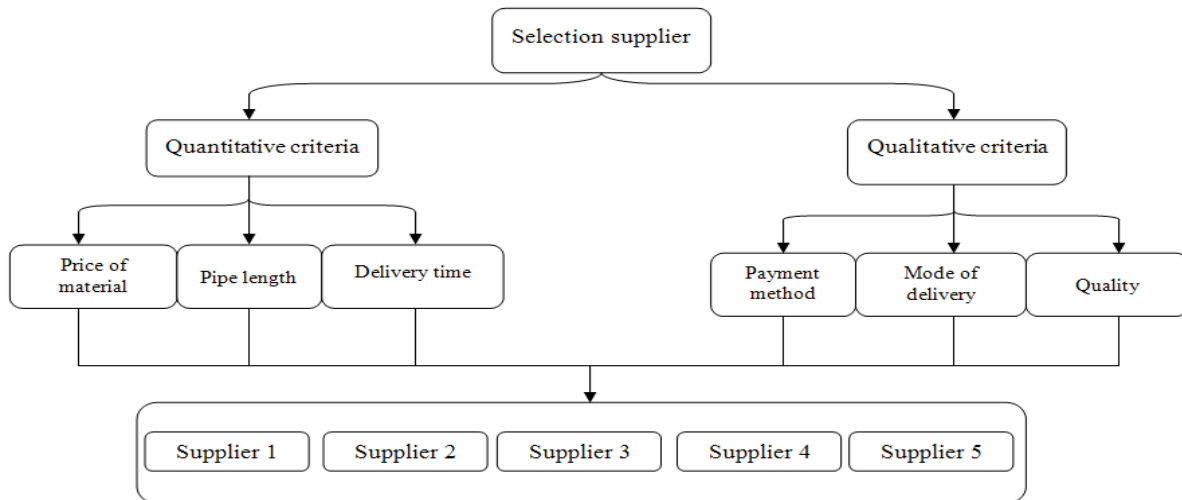 Selection supplier
Quantitative criteria
Qualitative criteria
Price of
material
Pipe length
Delivery time
Payment
method
Mode of
delivery
Quality
Supplier 1
Supplier 2
Supplier 3
Supplier 4
Supplier 5